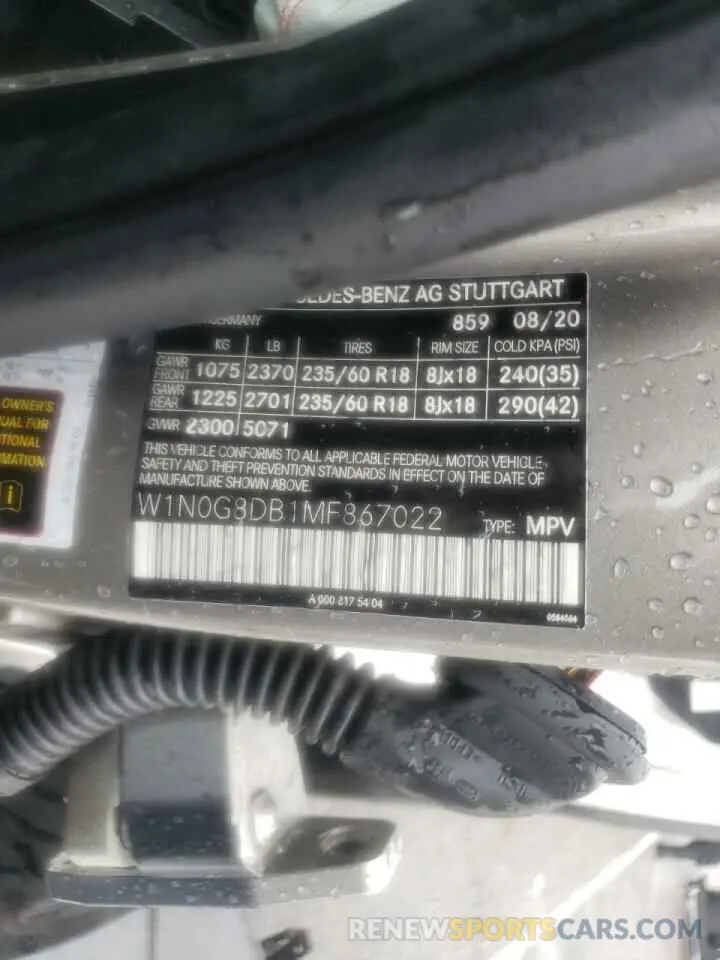 EDES-BENZ AG STUTTGART
GERMANY 859 08/20
KG LB TIRES RIM SIZE COLD KPA (PSI)
GAWR FRONT 1075 2370 235/60 R18 8Jx18 240(35)
GAWR REAR 1225 2701 235/60 R18 8Jx18 290(42)
GVWR 2300 5071
THIS VEHICLE CONFORMS TO ALL APPLICABLE FEDERAL MOTOR VEHICLE
SAFETY AND THEFT PREVENTION STANDARDS IN EFFECT ON THE DATE OF
MANUFACTURE SHOWN ABOVE.
W1N0G8DB1MF867022 TYPE: MPV
A 000 817 54 04
OWNER'S
UAL FOR
TIONAL
MATION
RENEWSPORTSCARS.COM